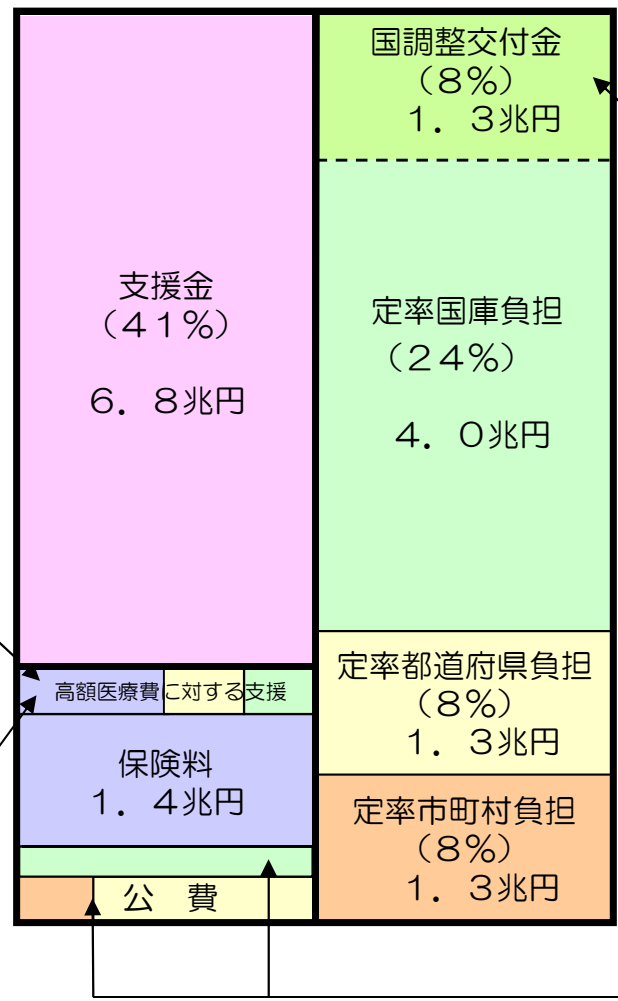 支援金
（４１％）
６．８兆円
高額医療費に対する支援
保険料
１．４兆円
公　費
国調整交付金
（８％）
１．３兆円
定率国庫負担
（２４％）
４．０兆円
定率都道府県負担
（８％）
１．３兆円
定率市町村負担
（８％）
１．３兆円